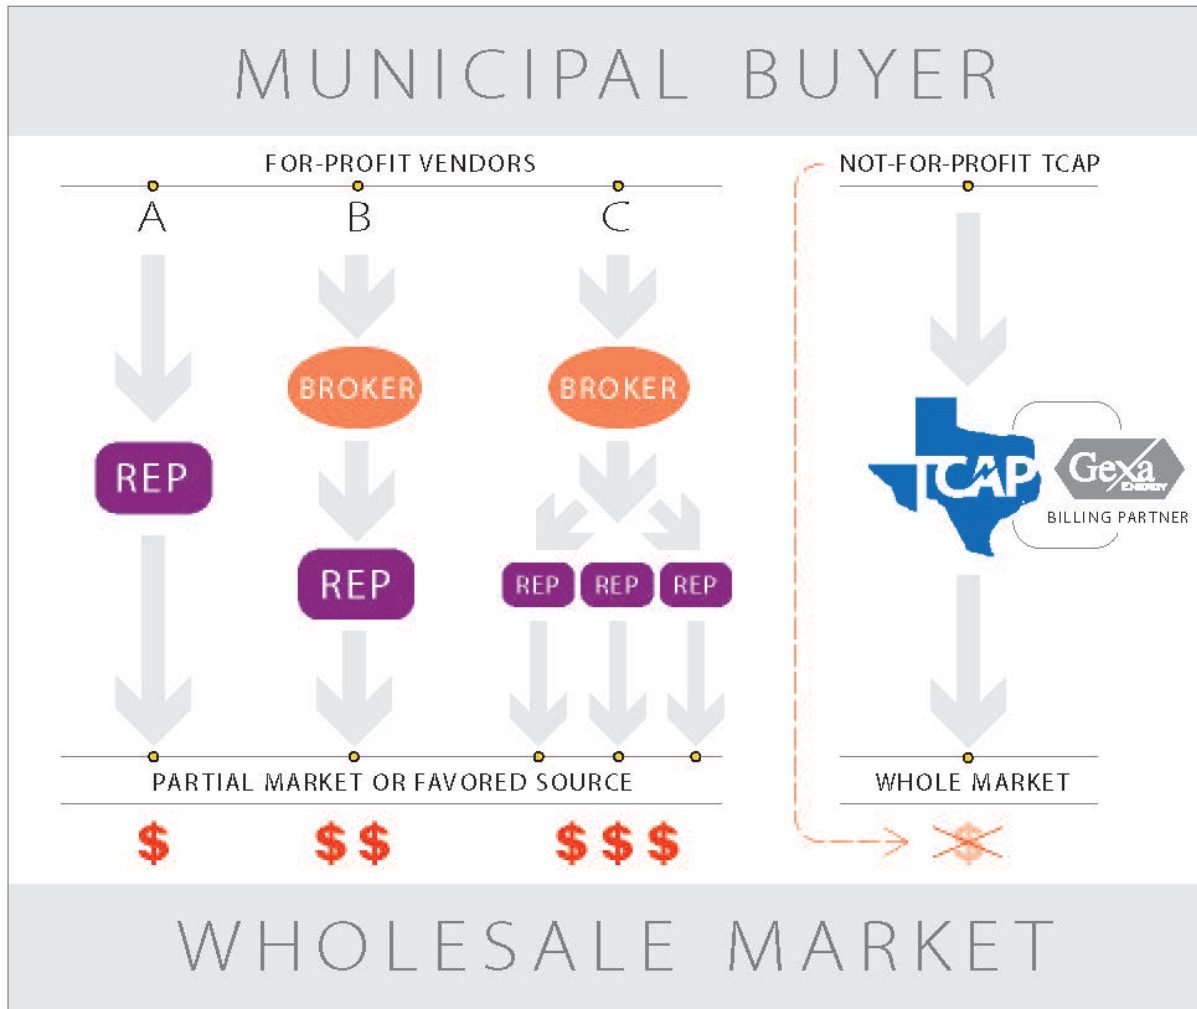 MUNICIPAL BUYER
FOR-PROFIT VENDORS
NOT-FOR-PROFIT TCAP
A
B
C
BROKER
BROKER
REP
TCAP
Gexa
ENERGY
BILLING PARTNER
REP
REP
REP
REP
PARTIAL MARKET OR FAVORED SOURCE
WHOLE MARKET
$
$$
$$$
$
WHOLESALE MARKET